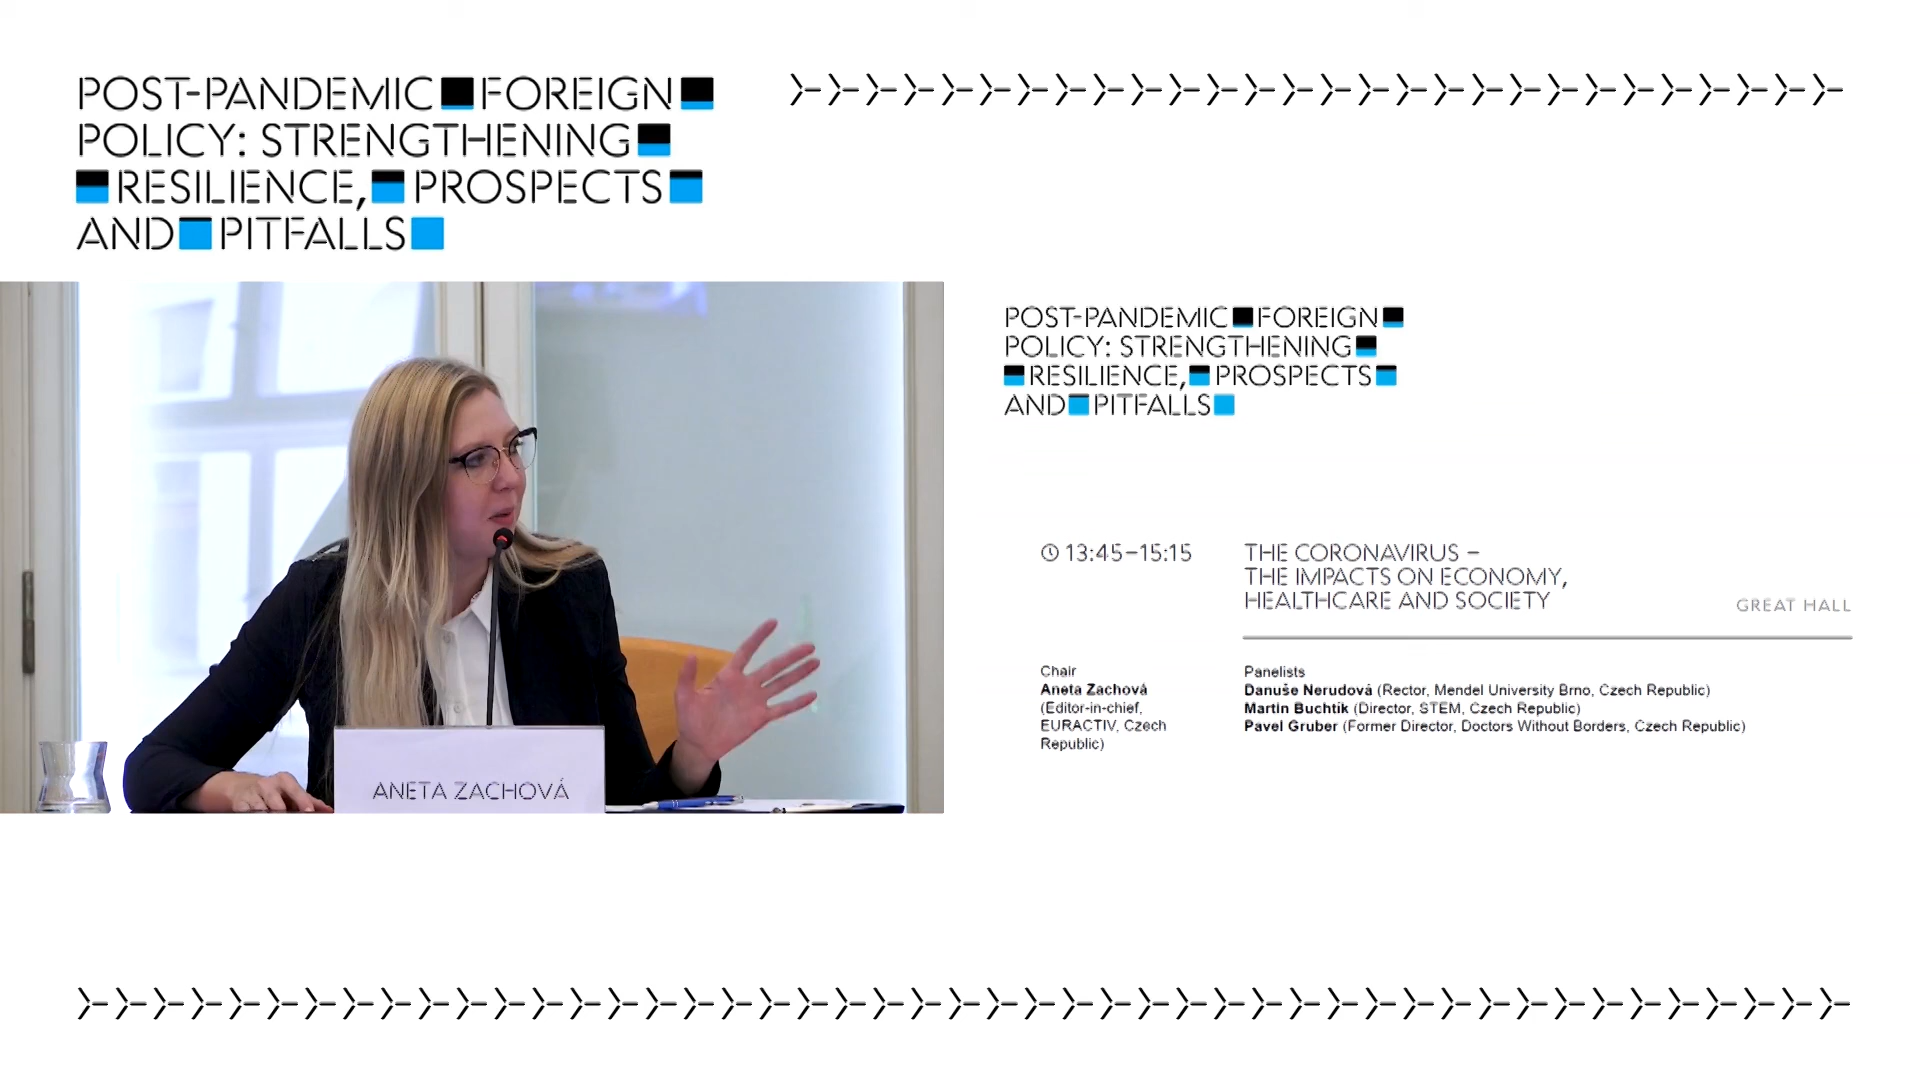 POST-PANDEMIC FOREIGN
POLICY: STRENGTHENING
RESILIENCE, PROSPECTS
AND PITFALLS
ANETA ZACHOVÁ
POST-PANDEMIC FOREIGN
POLICY: STRENGTHENING
RESILIENCE, PROSPECTS
AND PITFALLS
13:45–15:15
THE CORONAVIRUS –
THE IMPACTS ON ECONOMY,
HEALTHCARE AND SOCIETY
GREAT HALL
Chair
Aneta Zachová
(Editor-in-chief,
EURACTIV, Czech
Republic)
Panelists
Danuše Nerudová (Rector, Mendel University Brno, Czech Republic)
Martin Buchtík (Director, STEM, Czech Republic)
Pavel Gruber (Former Director, Doctors Without Borders, Czech Republic)